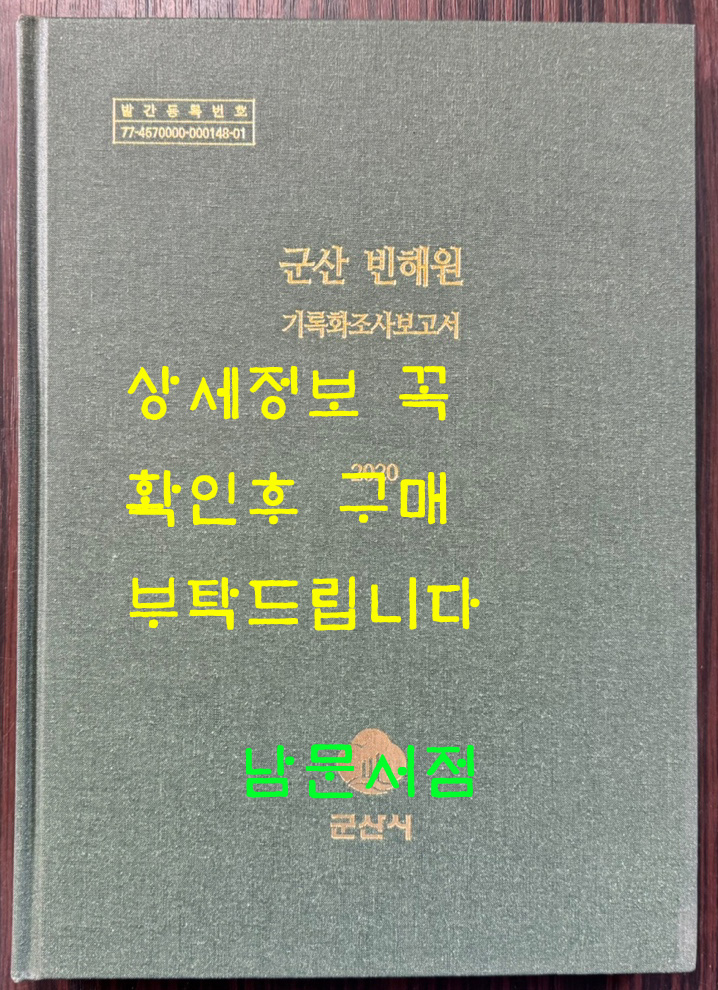 발간등록번호
77-4670000-000148-01
군산 빈해원
기록화조사보고서
상세정보 꼭
2020
확인후 구매
부탁드립니다
남문서점
군산시